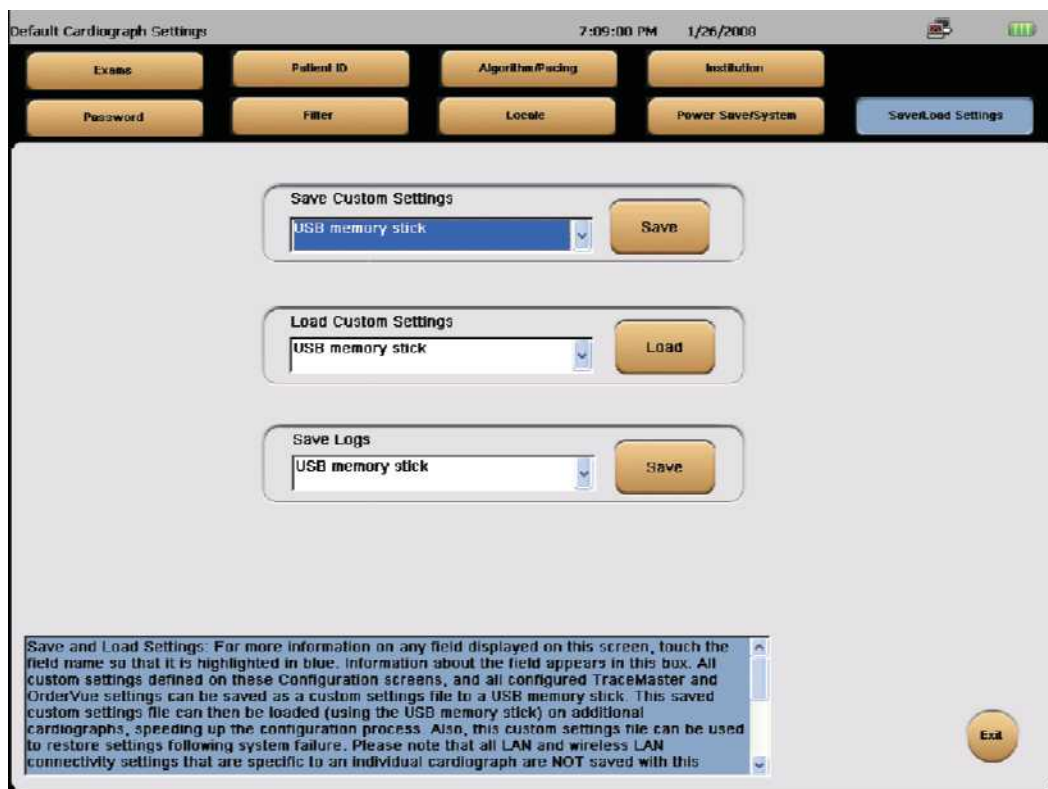 Default Cardiograph Settings 7:09:00 PM 1/26/2008
Exams Patient ID Algorithm/Pacing Institution
Password Filter Locale Power Save/System Save/Load Settings
Save Custom Settings
USB memory stick Save
Load Custom Settings
USB memory stick Load
Save Logs
USB memory stick Save
Save and Load Settings: For more information on any field displayed on this screen, touch the
field name so that it is highlighted in blue. Information about the field appears in this box. All
custom settings defined on these Configuration screens, and all configured TraceMaster and
OrderVue settings can be saved as a custom settings file to a USB memory stick. This saved
custom settings file can then be loaded (using the USB memory stick) on additional
cardiographs, speeding up the configuration process. Also, this custom settings file can be used
to restore settings following system failure. Please note that all LAN and wireless LAN
connectivity settings that are specific to an individual cardiograph are NOT saved with this
Exit